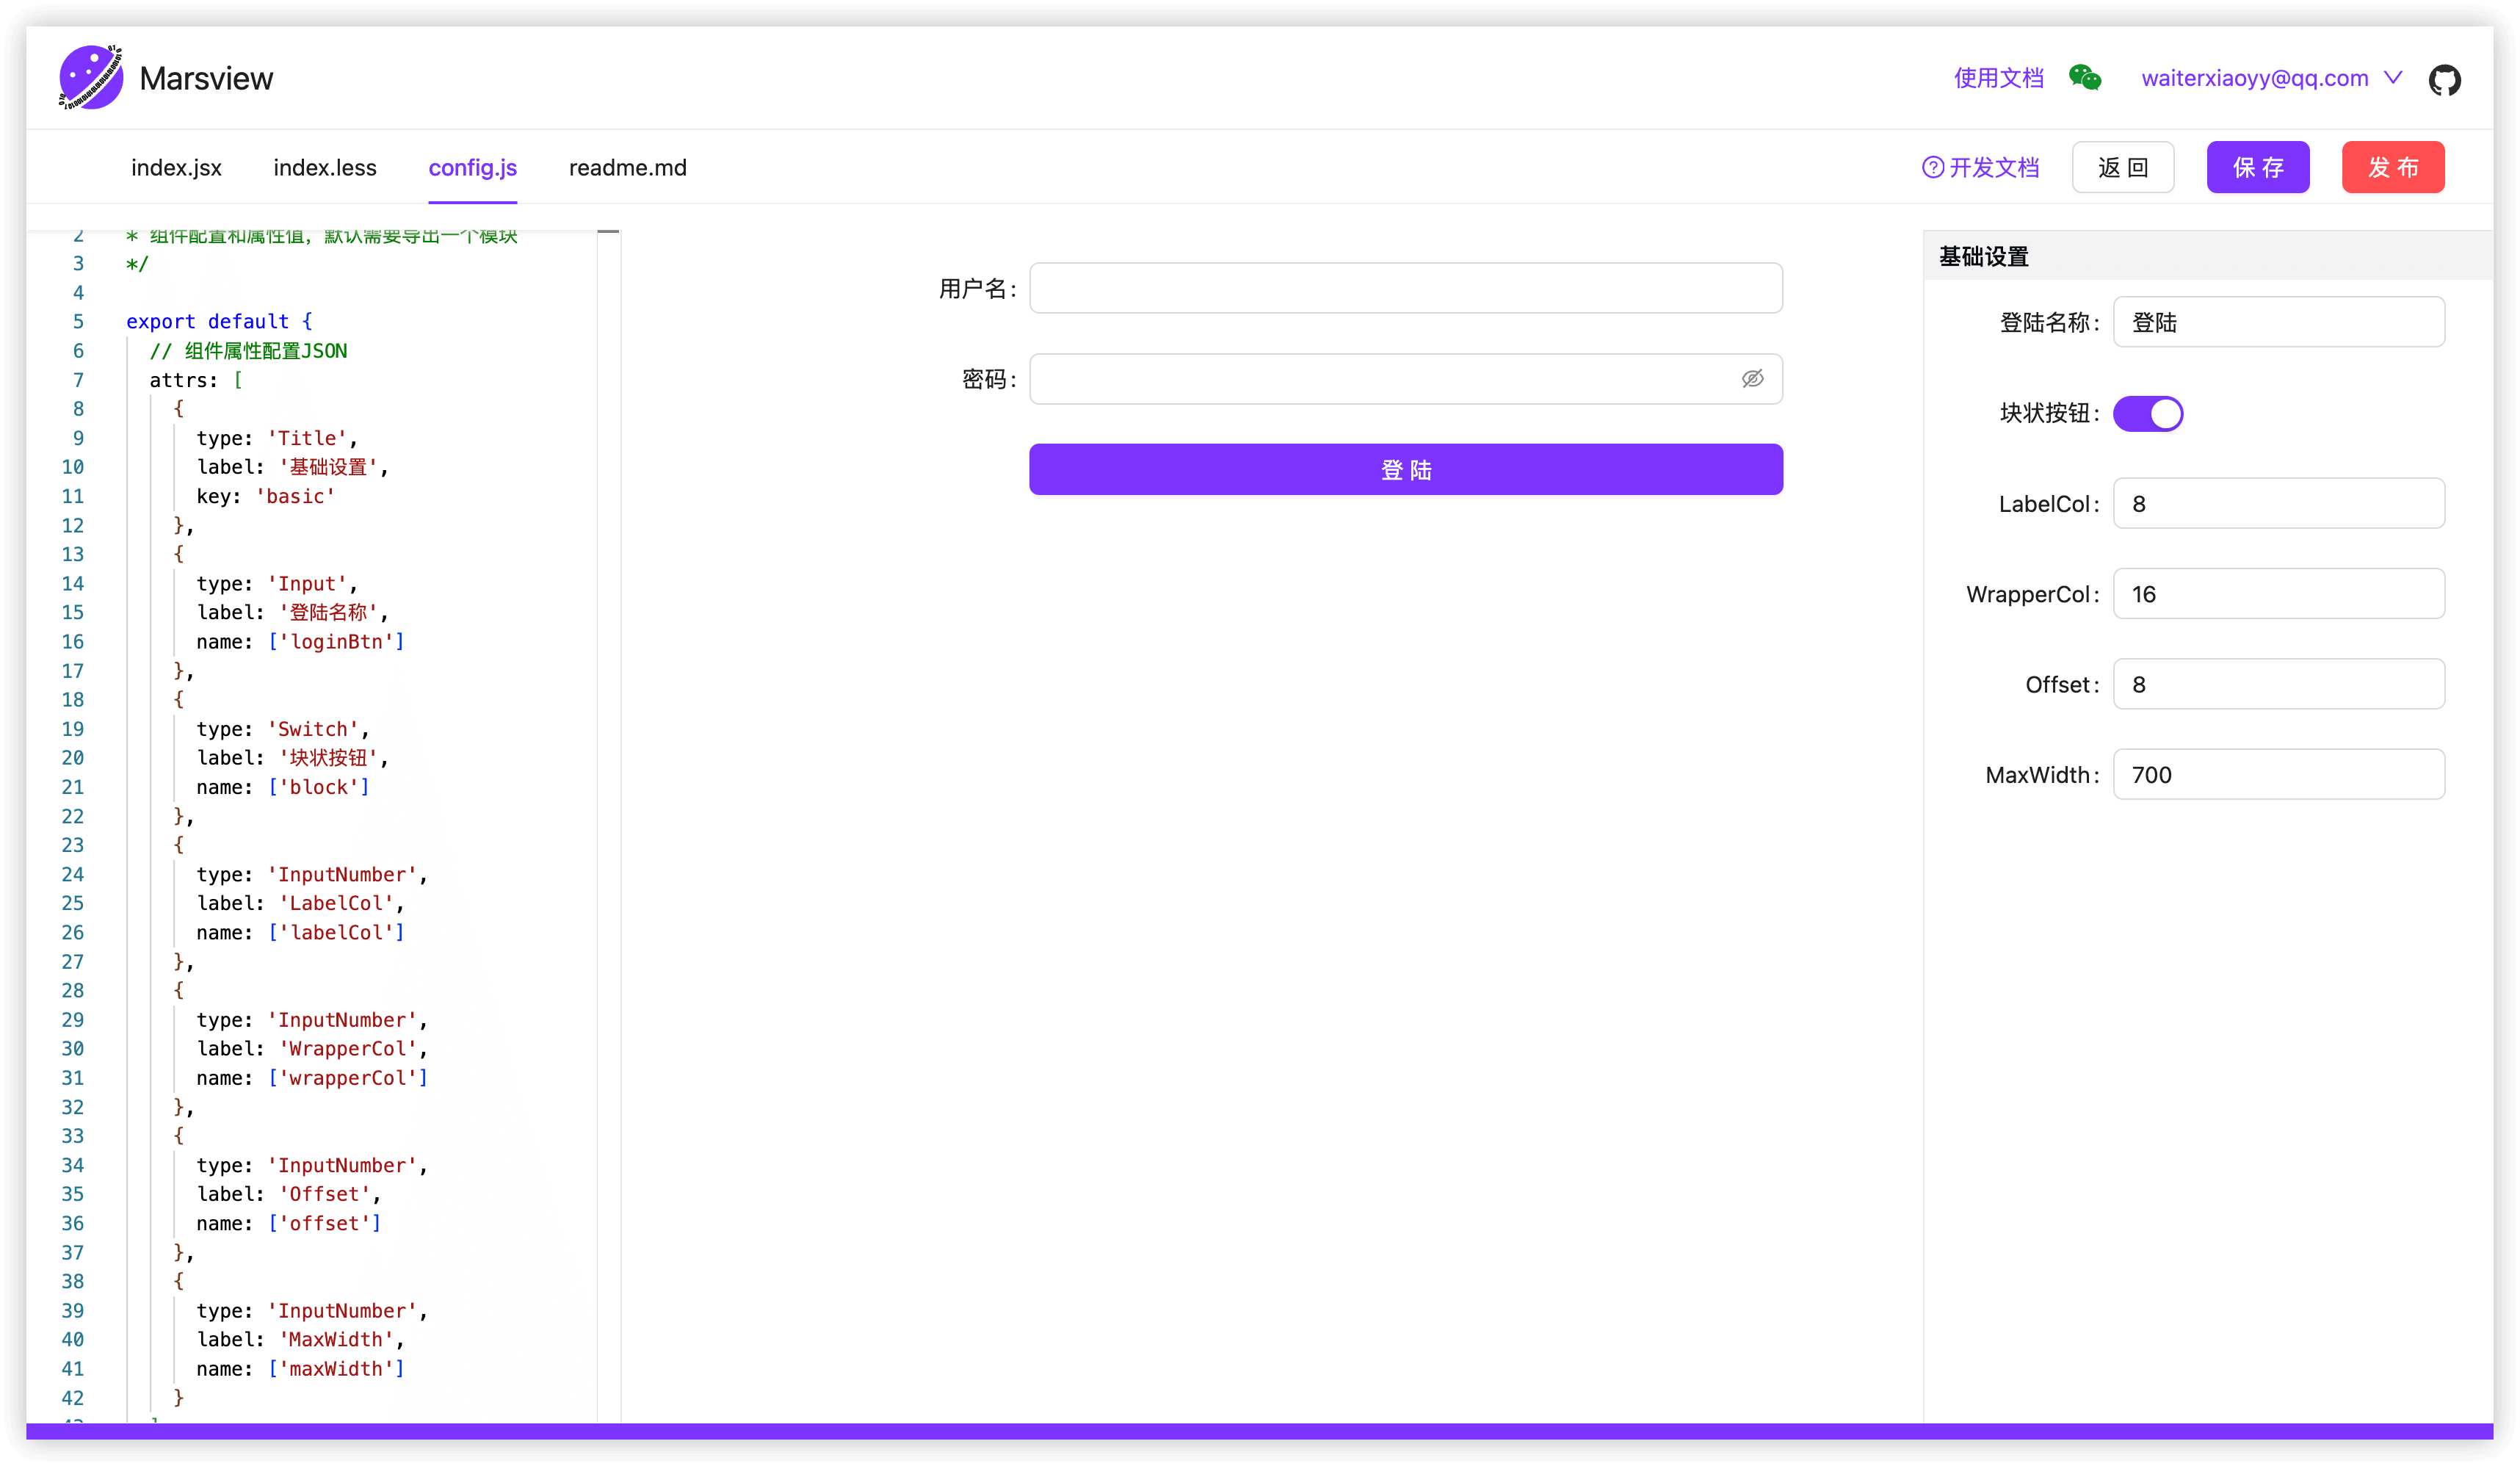 Marsview
使用文档
waiterxiaoyy@qq.com
index.jsx
index.less
config.js
readme.md
开发文档
返 回
保 存
发 布
2 * 组件配置和属性值，默认需要导出一个模块
3 */
4
5 export default {
6 // 组件属性配置JSON
7 attrs: [
8 {
9 type: 'Title',
10 label: '基础设置',
11 key: 'basic'
12 },
13 {
14 type: 'Input',
15 label: '登陆名称',
16 name: ['loginBtn']
17 },
18 {
19 type: 'Switch',
20 label: '块状按钮',
21 name: ['block']
22 },
23 {
24 type: 'InputNumber',
25 label: 'LabelCol',
26 name: ['labelCol']
27 },
28 {
29 type: 'InputNumber',
30 label: 'WrapperCol',
31 name: ['wrapperCol']
32 },
33 {
34 type: 'InputNumber',
35 label: 'Offset',
36 name: ['offset']
37 },
38 {
39 type: 'InputNumber',
40 label: 'MaxWidth',
41 name: ['maxWidth']
42 }
用户名:
密码:
登 陆
基础设置
登陆名称: 登陆
块状按钮:
LabelCol: 8
WrapperCol: 16
Offset: 8
MaxWidth: 700